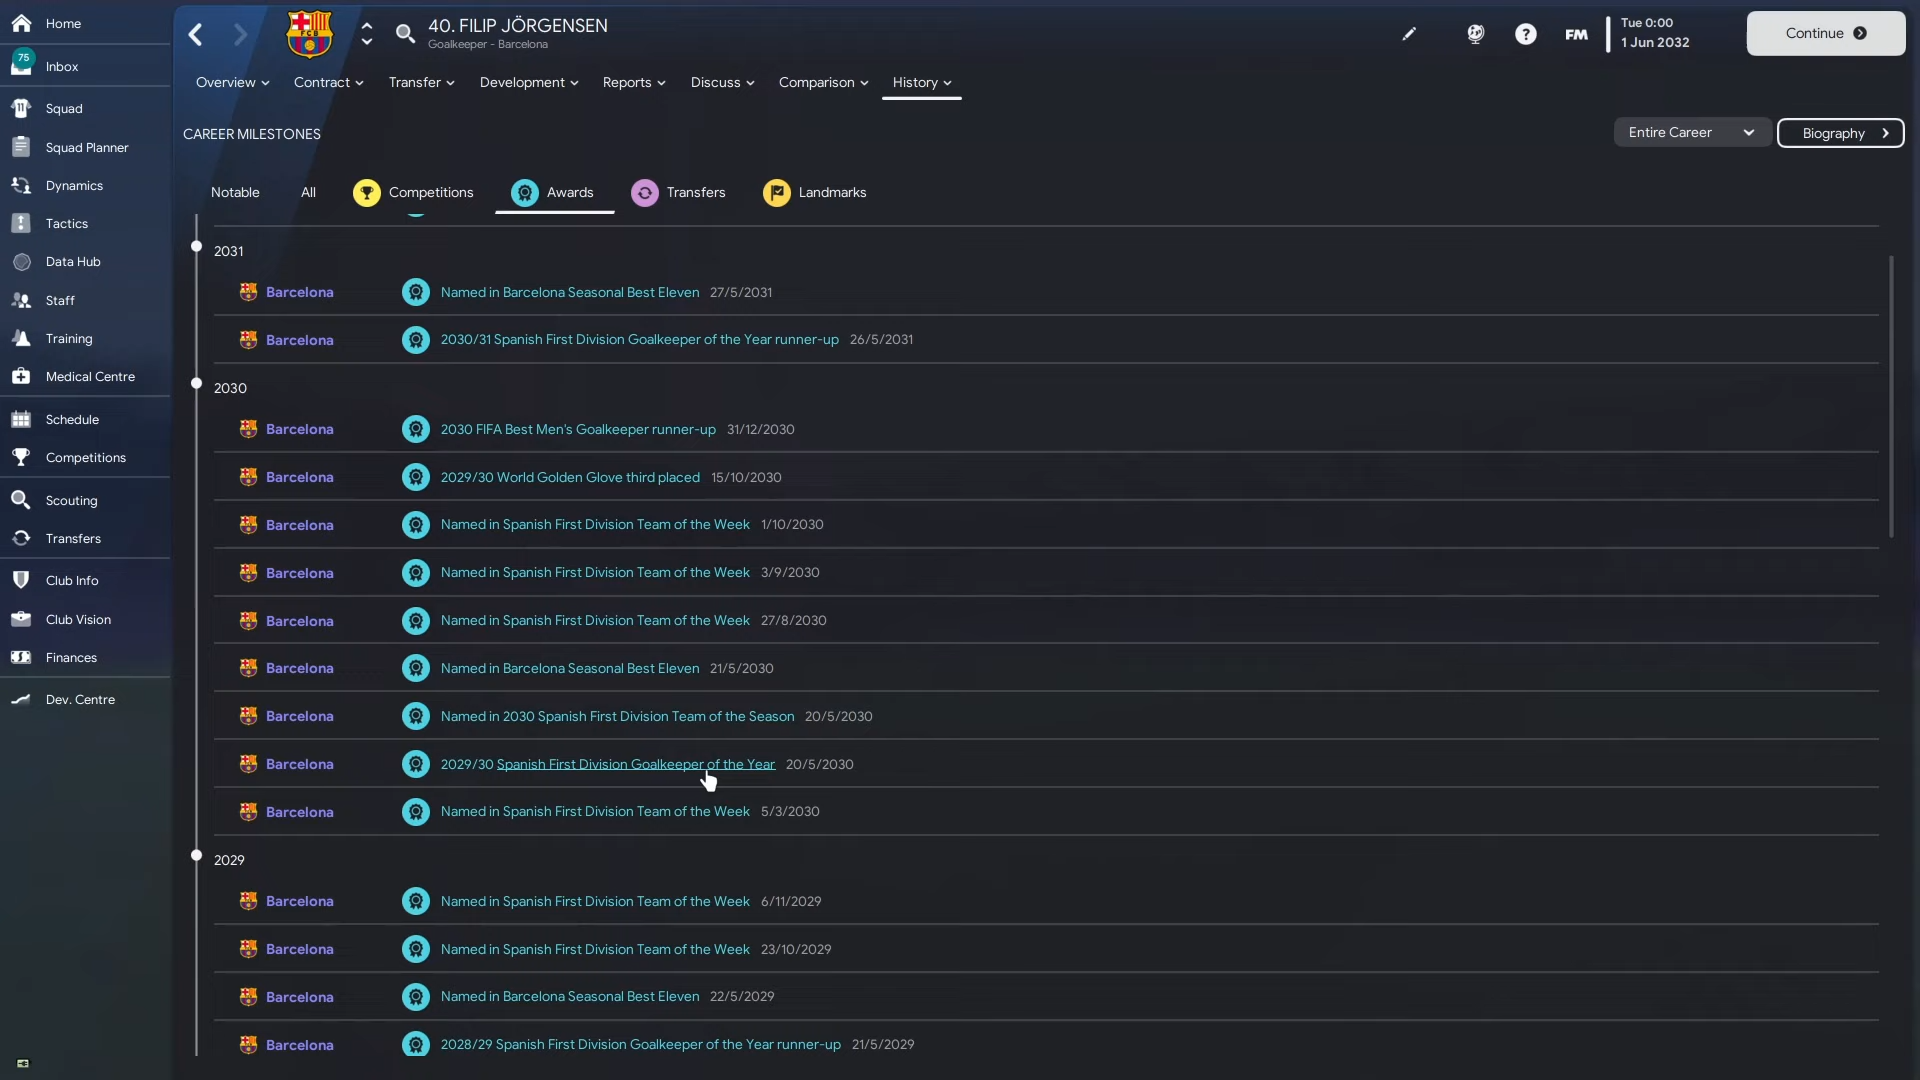 Home
75
Inbox
Squad
Squad Planner
Dynamics
Tactics
Data Hub
Staff
Training
Medical Centre
Schedule
Competitions
Scouting
Transfers
Club Info
Club Vision
Finances
Dev. Centre
40. FILIP JÖRGENSEN
Goalkeeper - Barcelona
FM
Tue 0:00
1 Jun 2032
Continue
Overview Contract Transfer Development Reports Discuss Comparison History
CAREER MILESTONES
Entire Career
Biography
Notable All Competitions Awards Transfers Landmarks
2031
Barcelona Named in Barcelona Seasonal Best Eleven 27/5/2031
Barcelona 2030/31 Spanish First Division Goalkeeper of the Year runner-up 26/5/2031
2030
Barcelona 2030 FIFA Best Men's Goalkeeper runner-up 31/12/2030
Barcelona 2029/30 World Golden Glove third placed 15/10/2030
Barcelona Named in Spanish First Division Team of the Week 1/10/2030
Barcelona Named in Spanish First Division Team of the Week 3/9/2030
Barcelona Named in Spanish First Division Team of the Week 27/8/2030
Barcelona Named in Barcelona Seasonal Best Eleven 21/5/2030
Barcelona Named in 2030 Spanish First Division Team of the Season 20/5/2030
Barcelona 2029/30 Spanish First Division Goalkeeper of the Year 20/5/2030
Barcelona Named in Spanish First Division Team of the Week 5/3/2030
2029
Barcelona Named in Spanish First Division Team of the Week 6/11/2029
Barcelona Named in Spanish First Division Team of the Week 23/10/2029
Barcelona Named in Barcelona Seasonal Best Eleven 22/5/2029
Barcelona 2028/29 Spanish First Division Goalkeeper of the Year runner-up 21/5/2029